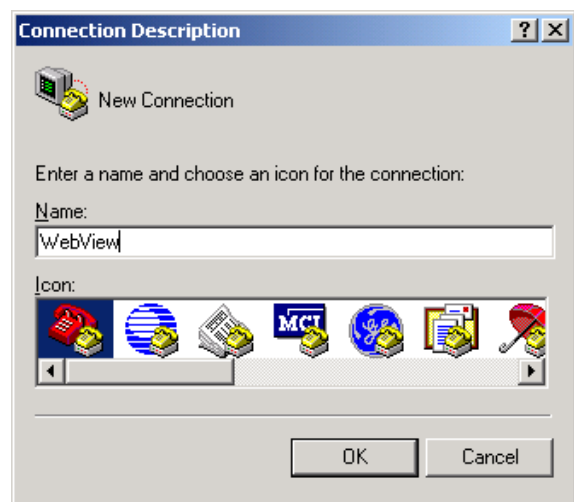 Connection Description
New Connection
Enter a name and choose an icon for the connection:
Name:
WebView
Icon:
MCI
OK Cancel